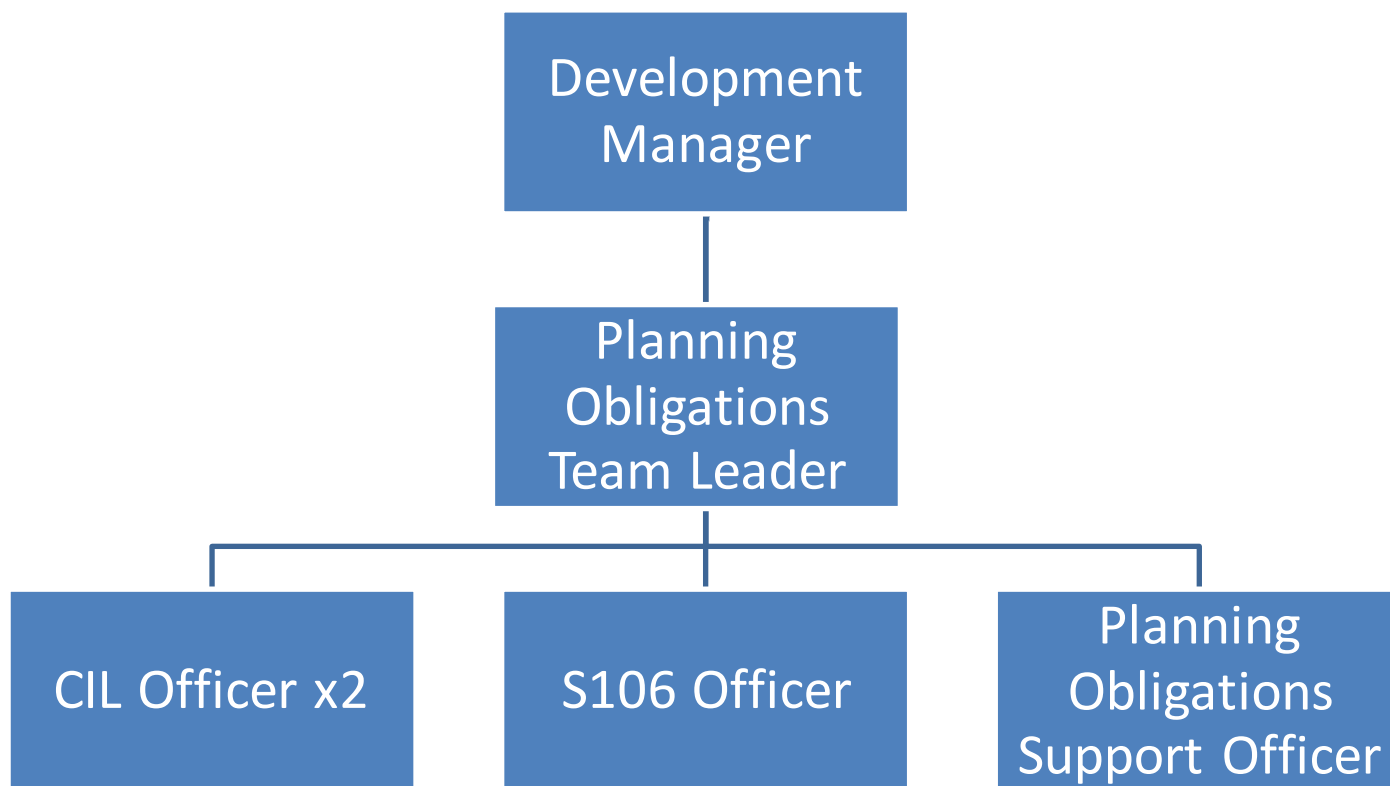 Development
Manager
Planning
Obligations
Team Leader
CIL Officer x2
S106 Officer
Planning
Obligations
Support Officer